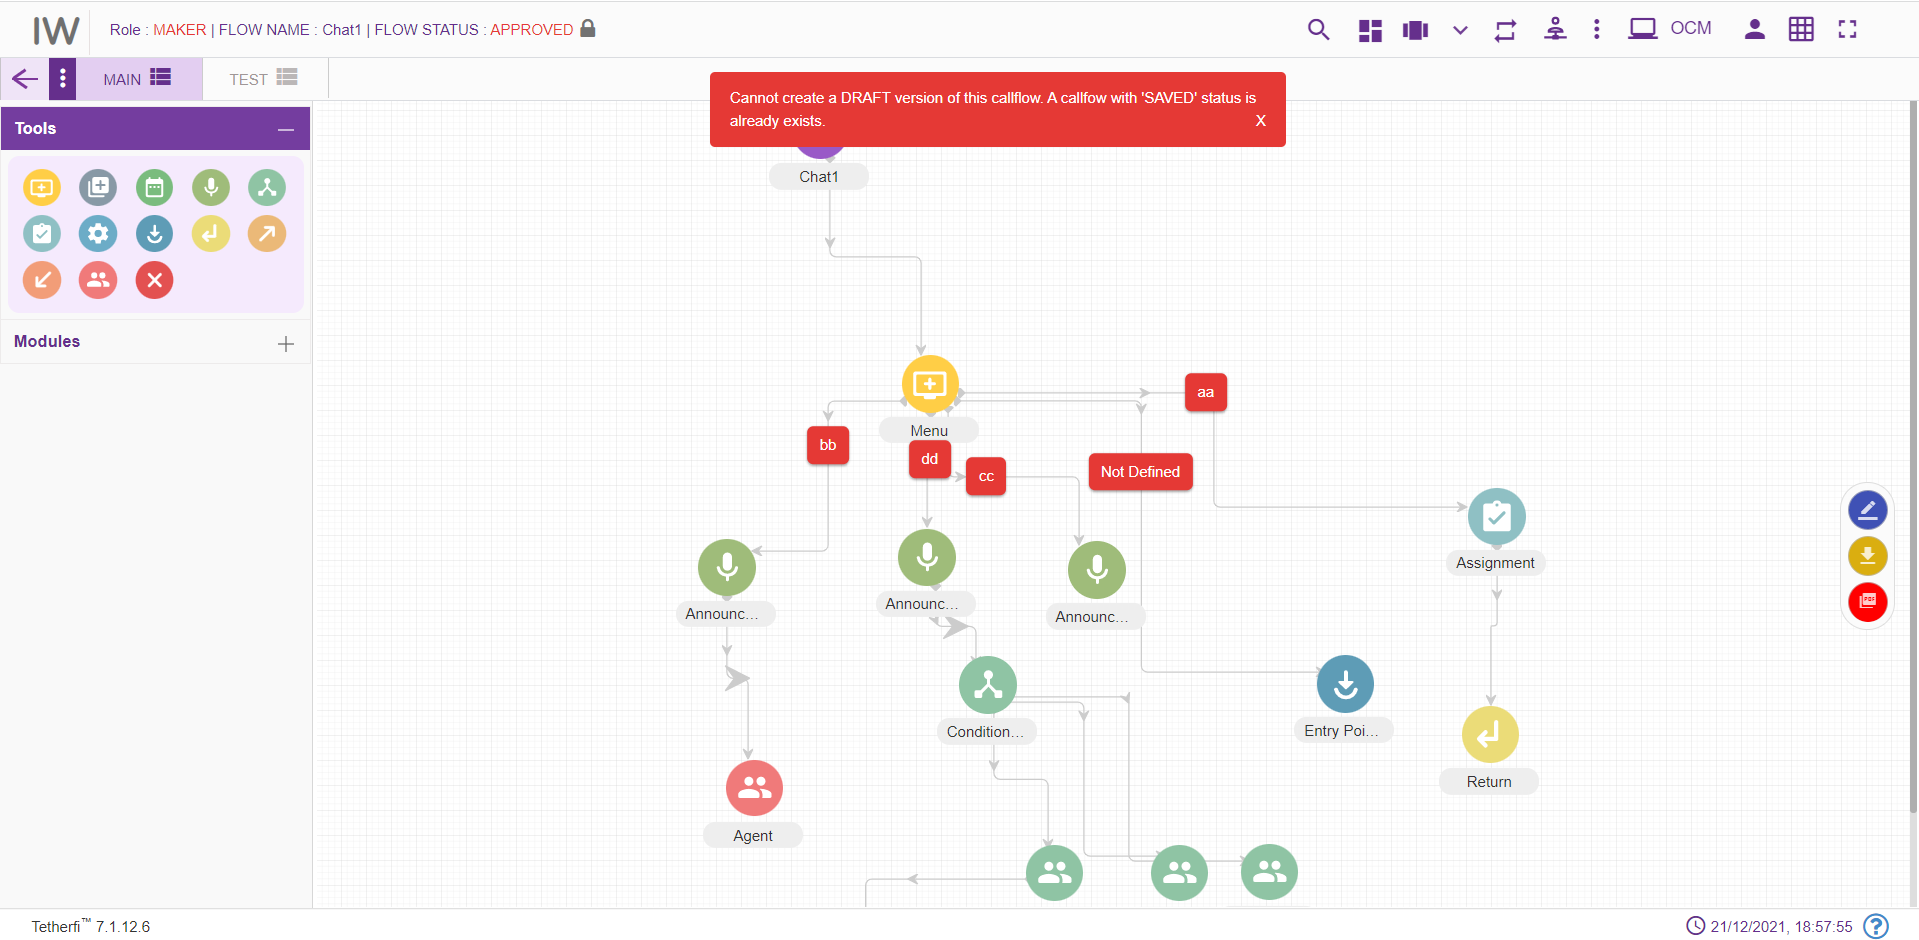 IW
Role : MAKER | FLOW NAME : Chat1 | FLOW STATUS : APPROVED
OCM
MAIN
TEST
Cannot create a DRAFT version of this callflow. A callfow with 'SAVED' status is
already exists.
X
Tools
Chat1
Modules
Menu
aa
bb
dd
cc
Not Defined
Assignment
Announc...
Announc...
Announc...
PDF
Condition...
Entry Poi...
Return
Agent
Tetherfi™ 7.1.12.6
21/12/2021, 18:57:55
?